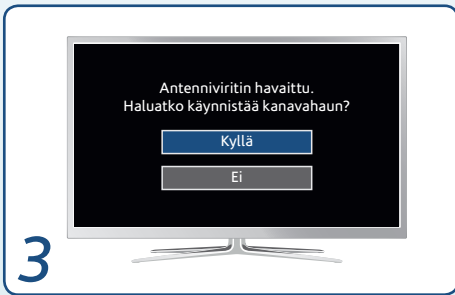 Antenniviritin havaittu.
Haluatko käynnistää kanavahaun?
Kyllä
Ei
3